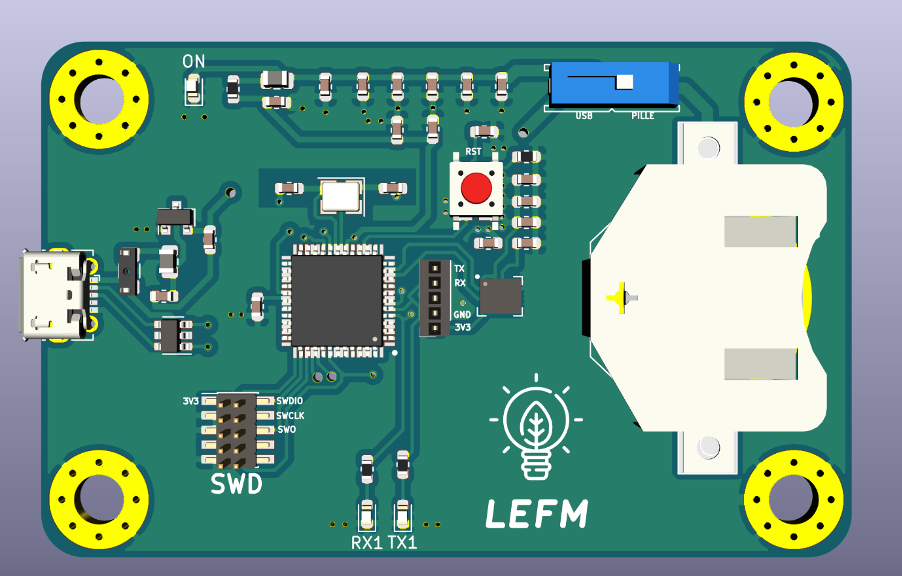 ON
USB PILLE
RST
TX
RX
GND
3V3
3V3 SWDIO
SWCLK
SWO
SWD
LEFM
RX1 TX1